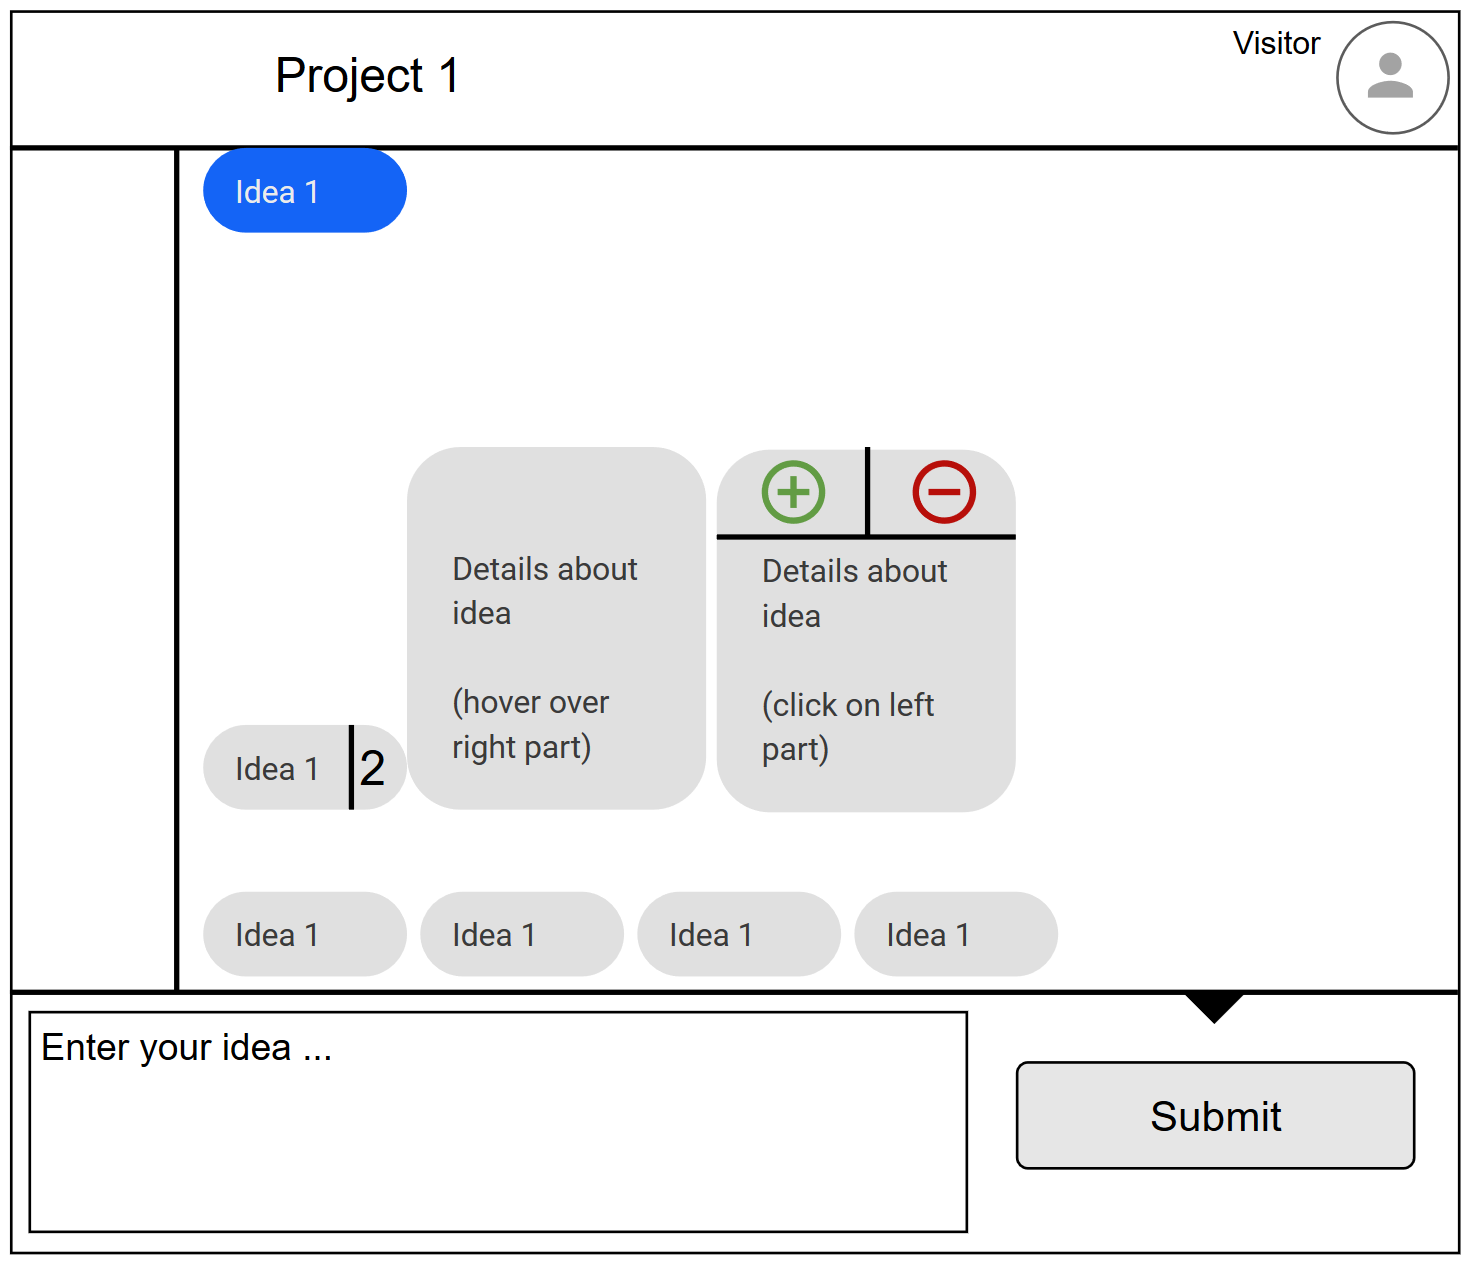 Project 1
Visitor
Idea 1
Details about
idea
(hover over
right part)
Details about
idea
(click on left
part)
Idea 1
2
Idea 1
Idea 1
Idea 1
Idea 1
Enter your idea ...
Submit